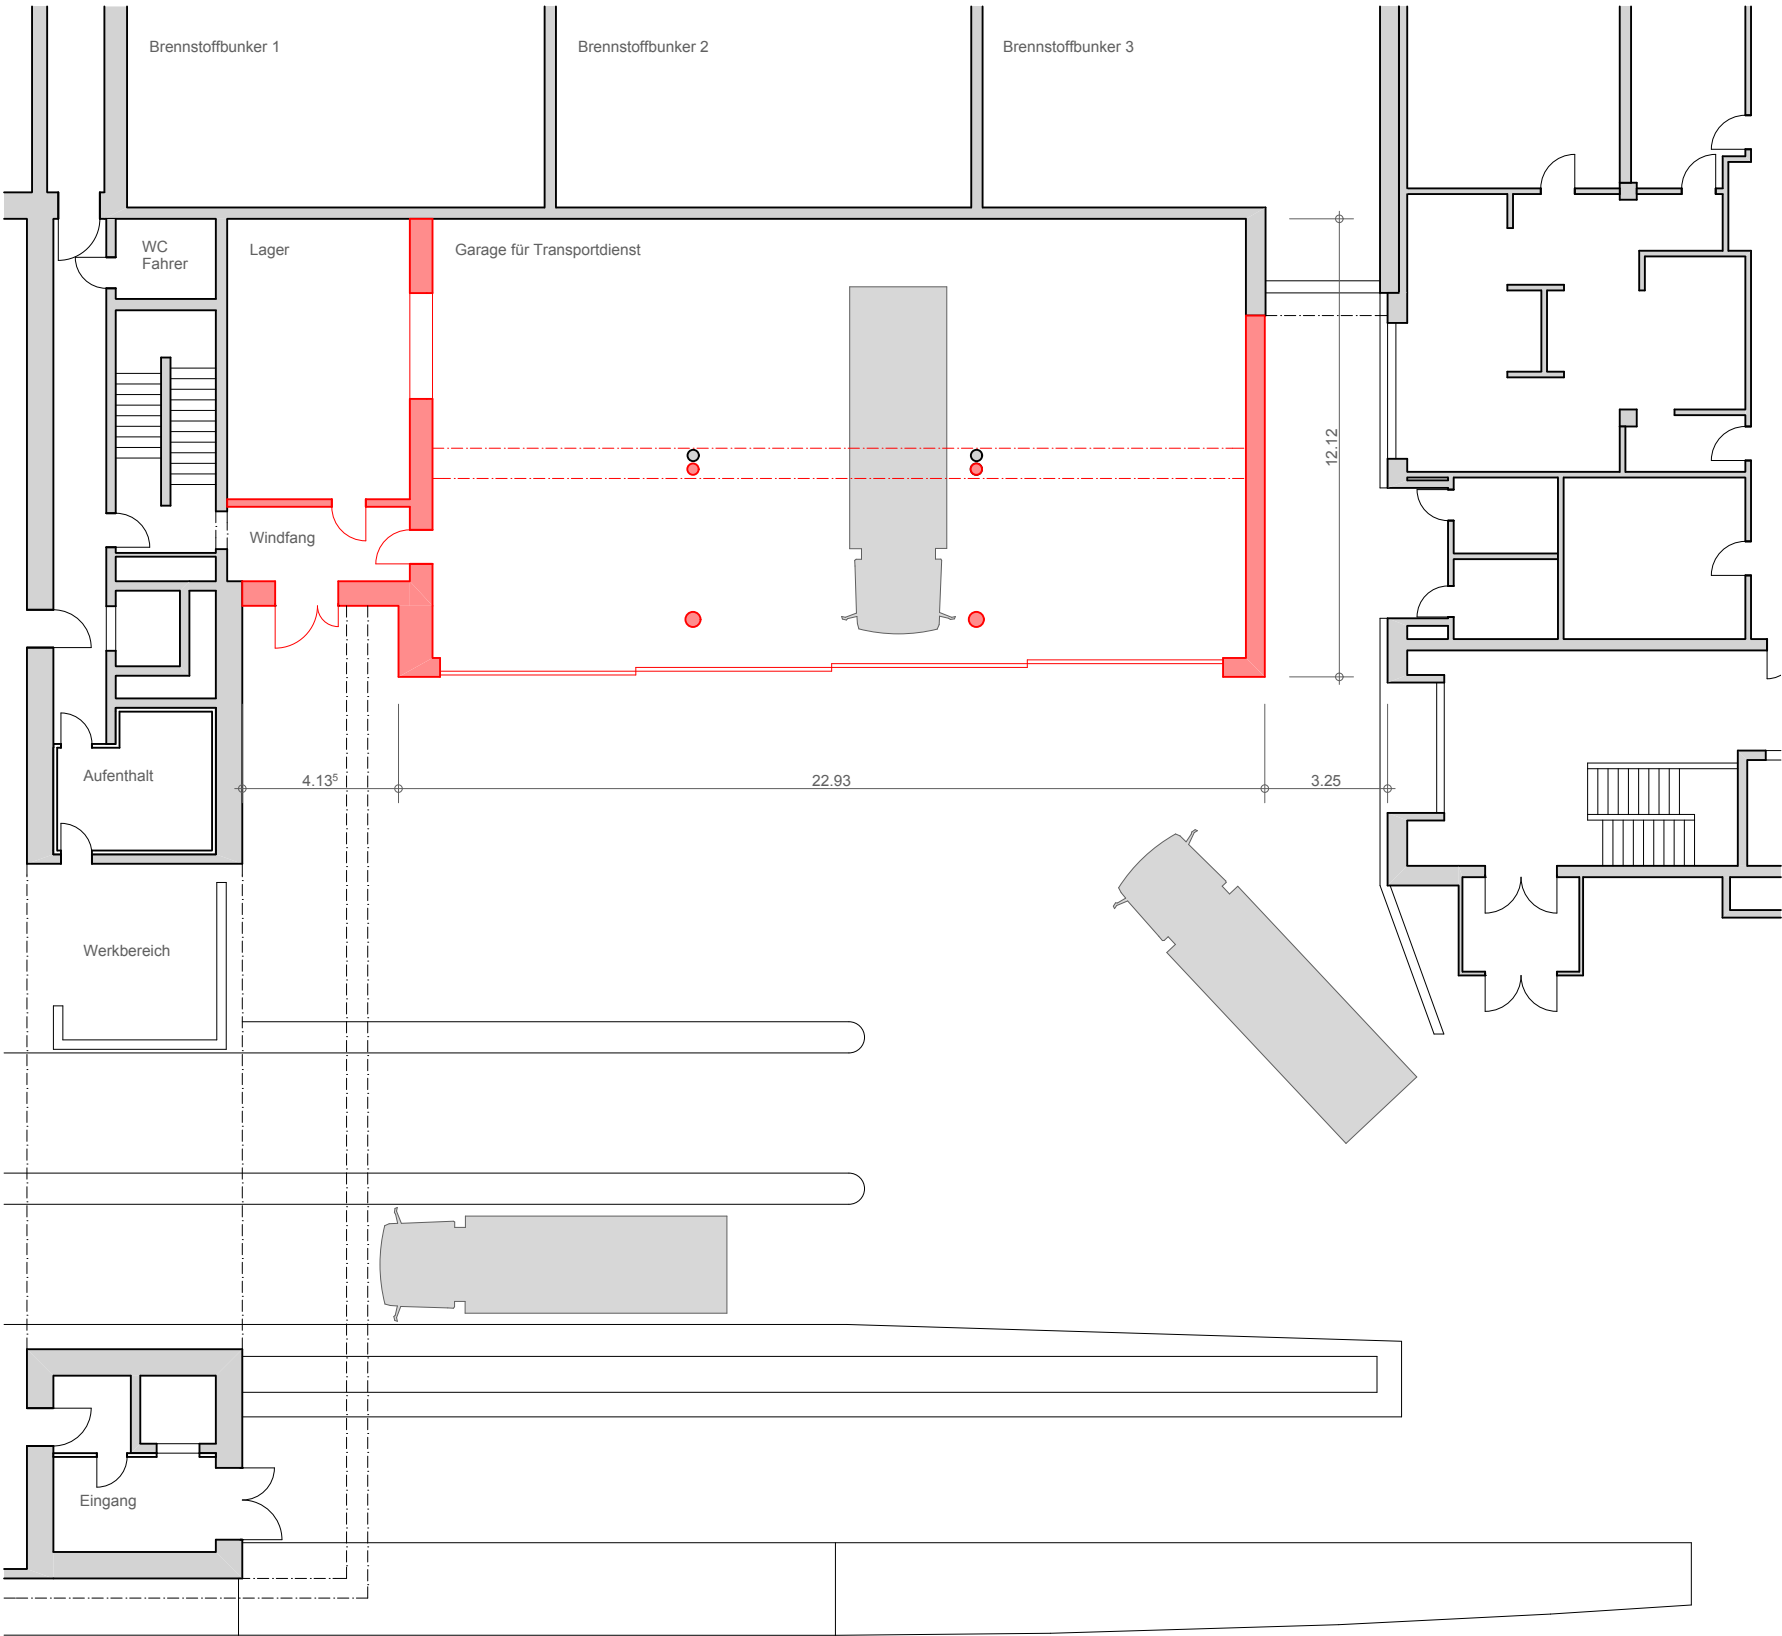 Brennstoffbunker 1
Brennstoffbunker 2
Brennstoffbunker 3
WC
Fahrer
Lager
Garage für Transportdienst
12.12
Windfang
Aufenthalt
4.13⁵
22.93
3.25
Werkbereich
Eingang